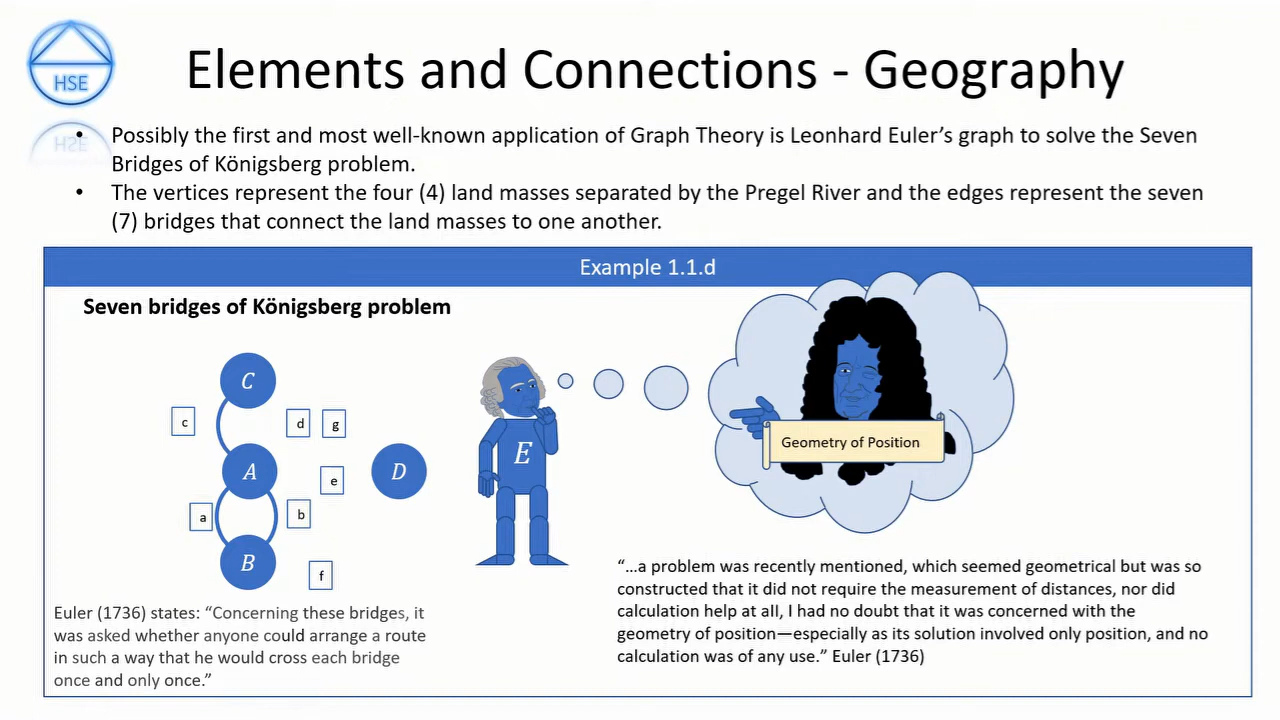 HSE
Elements and Connections - Geography
• Possibly the first and most well-known application of Graph Theory is Leonhard Euler’s graph to solve the Seven
Bridges of Königsberg problem.
• The vertices represent the four (4) land masses separated by the Pregel River and the edges represent the seven
(7) bridges that connect the land masses to one another.
Example 1.1.d
Seven bridges of Königsberg problem
C
c
d
g
A
D
e
a
b
B
f
E
Geometry of Position
Euler (1736) states: “Concerning these bridges, it
was asked whether anyone could arrange a route
in such a way that he would cross each bridge
once and only once.”
“…a problem was recently mentioned, which seemed geometrical but was so
constructed that it did not require the measurement of distances, nor did
calculation help at all, I had no doubt that it was concerned with the
geometry of position—especially as its solution involved only position, and no
calculation was of any use.” Euler (1736)